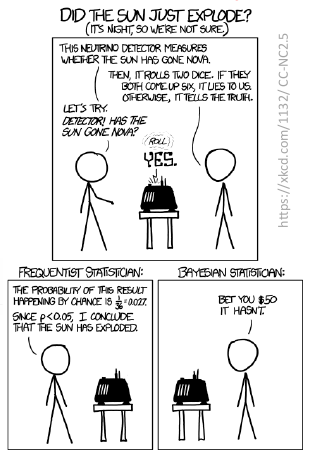 DID THE SUN JUST EXPLODE?
(IT'S NIGHT, SO WE'RE NOT SURE.)
THIS NEUTRINO DETECTOR MEASURES
WHETHER THE SUN HAS GONE NOVA.
THEN, IT ROLLS TWO DICE. IF THEY
BOTH COME UP SIX, IT LIES TO US.
OTHERWISE, IT TELLS THE TRUTH.
LET'S TRY.
DETECTOR! HAS THE
SUN GONE NOVA?
(ROLL)
YES.
https://xkcd.com/1132/ CC-NC2.5
FREQUENTIST STATISTICIAN:
THE PROBABILITY OF THIS RESULT
HAPPENING BY CHANCE IS 1/36=0.027.
SINCE P<0.05, I CONCLUDE
THAT THE SUN HAS EXPLODED.
BAYESIAN STATISTICIAN:
BET YOU $50
IT HASN'T.